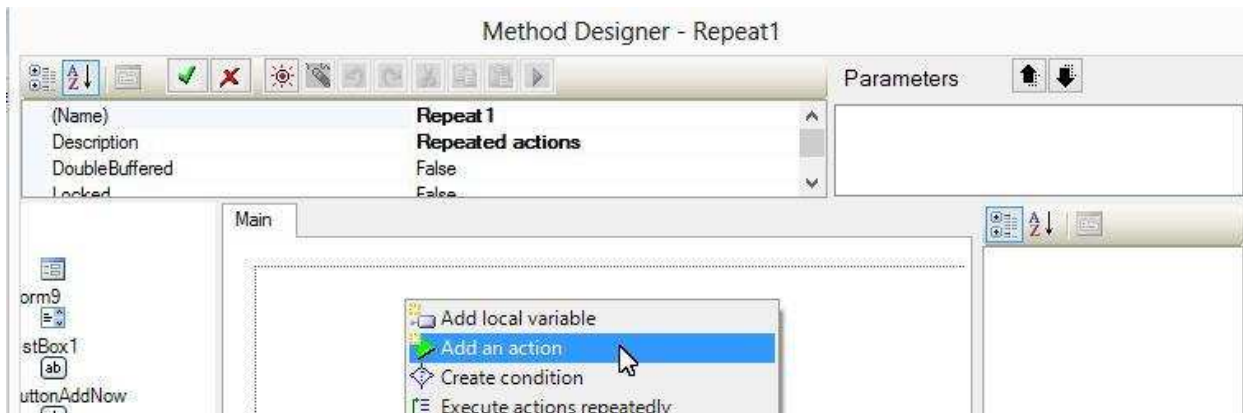 Method Designer - Repeat1
Parameters
(Name) Repeat1
Description Repeated actions
DoubleBuffered False
Locked False
Main
orm9
stBox1
uttonAddNow
Add local variable
Add an action
Create condition
Execute actions repeatedly